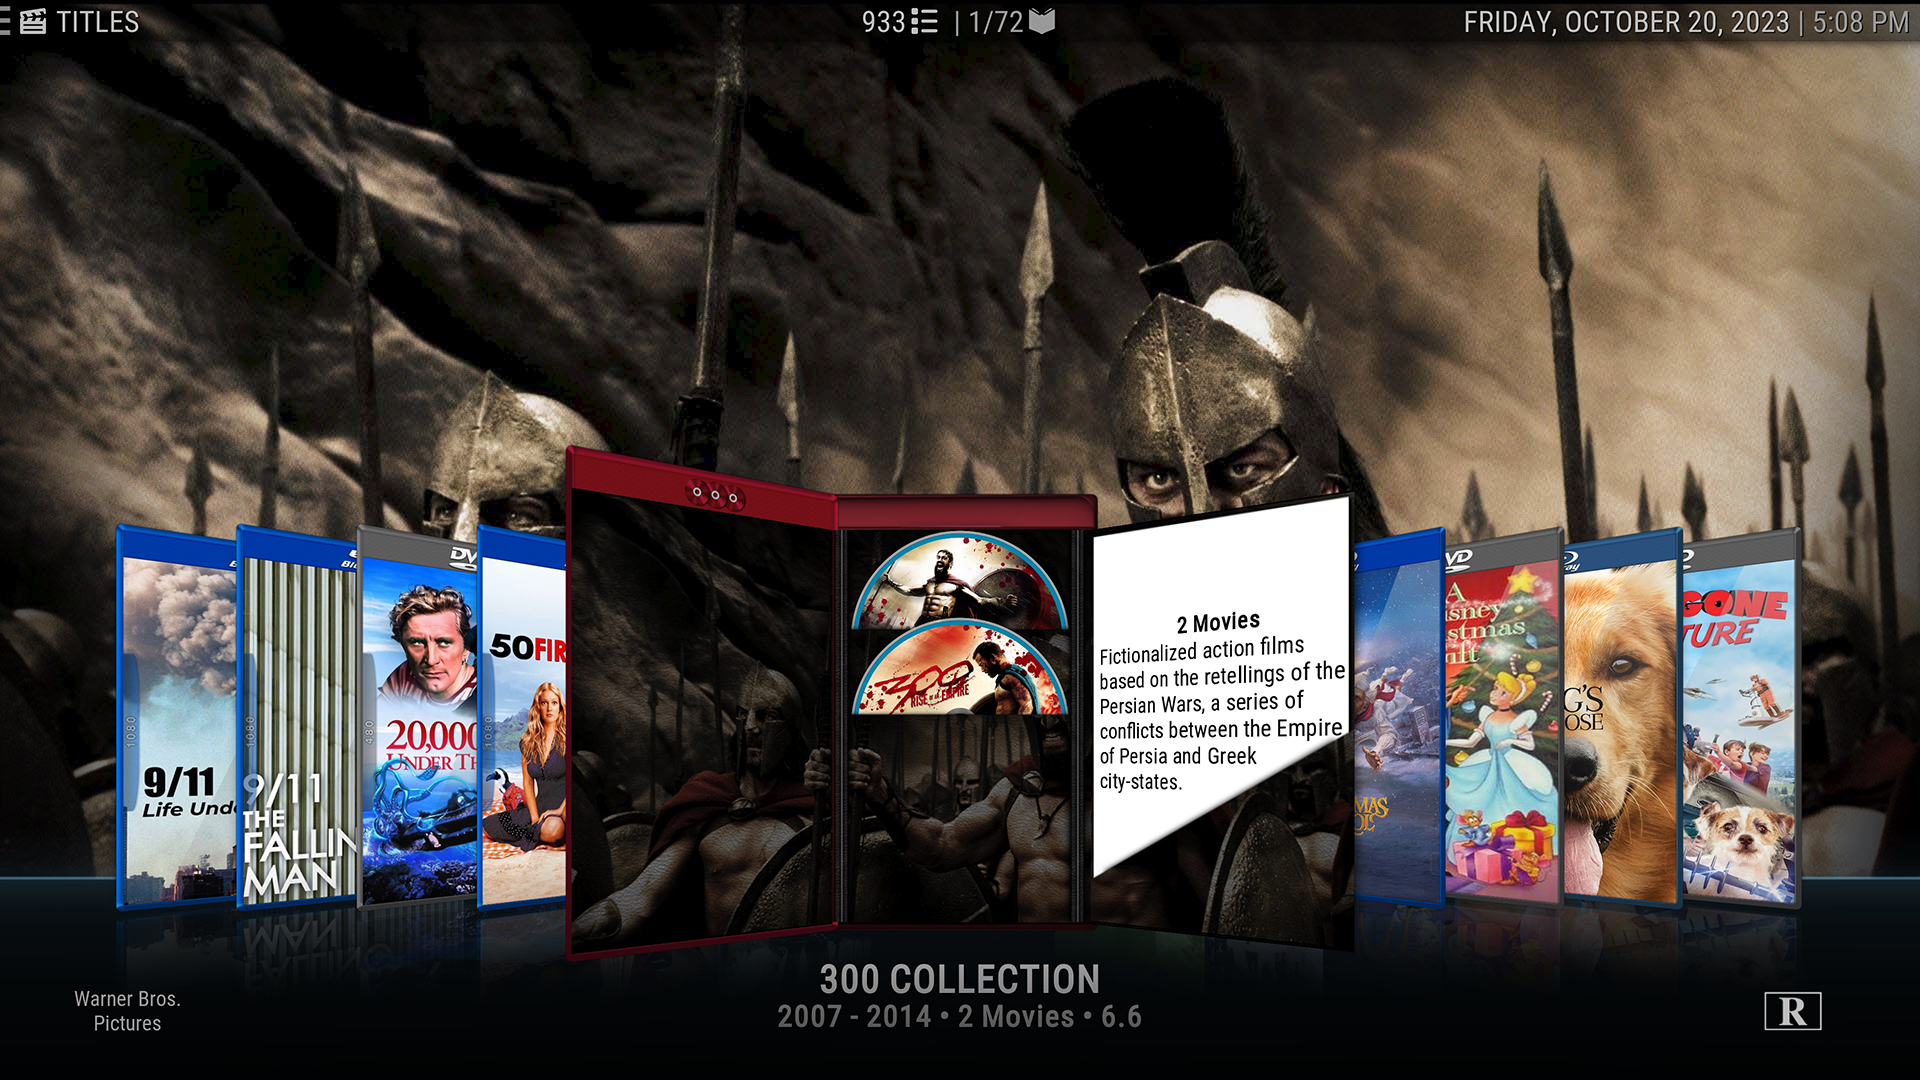 TITLES
933 | 1/72
FRIDAY, OCTOBER 20, 2023 | 5:08 PM
1080
9/11
Life Und
1080
9/11
THE
FALLIN
MAN
DV
480
20,000
UNDER TH
1080
50 FIR
300
RISE OF AN EMPIRE
2 Movies
Fictionalized action films
based on the retellings of the
Persian Wars, a series of
conflicts between the Empire
of Persia and Greek
city-states.
MAS
OL
VD
A
isney
stmas
ift
ray
G'S
OSE
GONE
TURE
300 COLLECTION
2007 - 2014 • 2 Movies • 6.6
Warner Bros.
Pictures
R